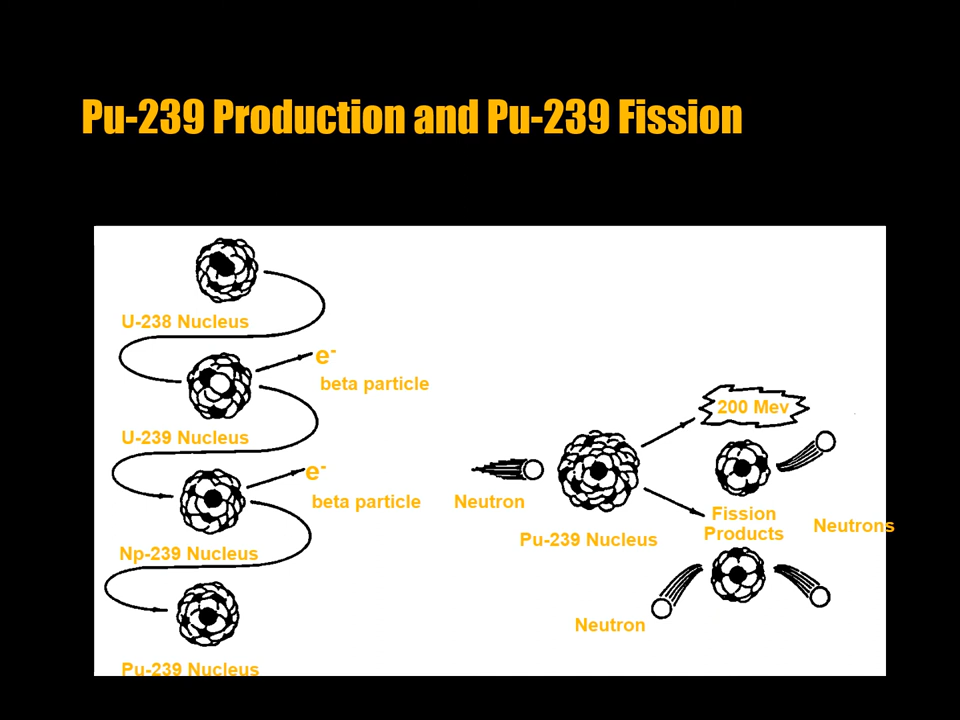 Pu-239 Production and Pu-239 Fission
U-238 Nucleus
e-
beta particle
U-239 Nucleus
e-
beta particle
Np-239 Nucleus
Pu-239 Nucleus
Neutron
Pu-239 Nucleus
200 Mev
Fission
Products
Neutrons
Neutron